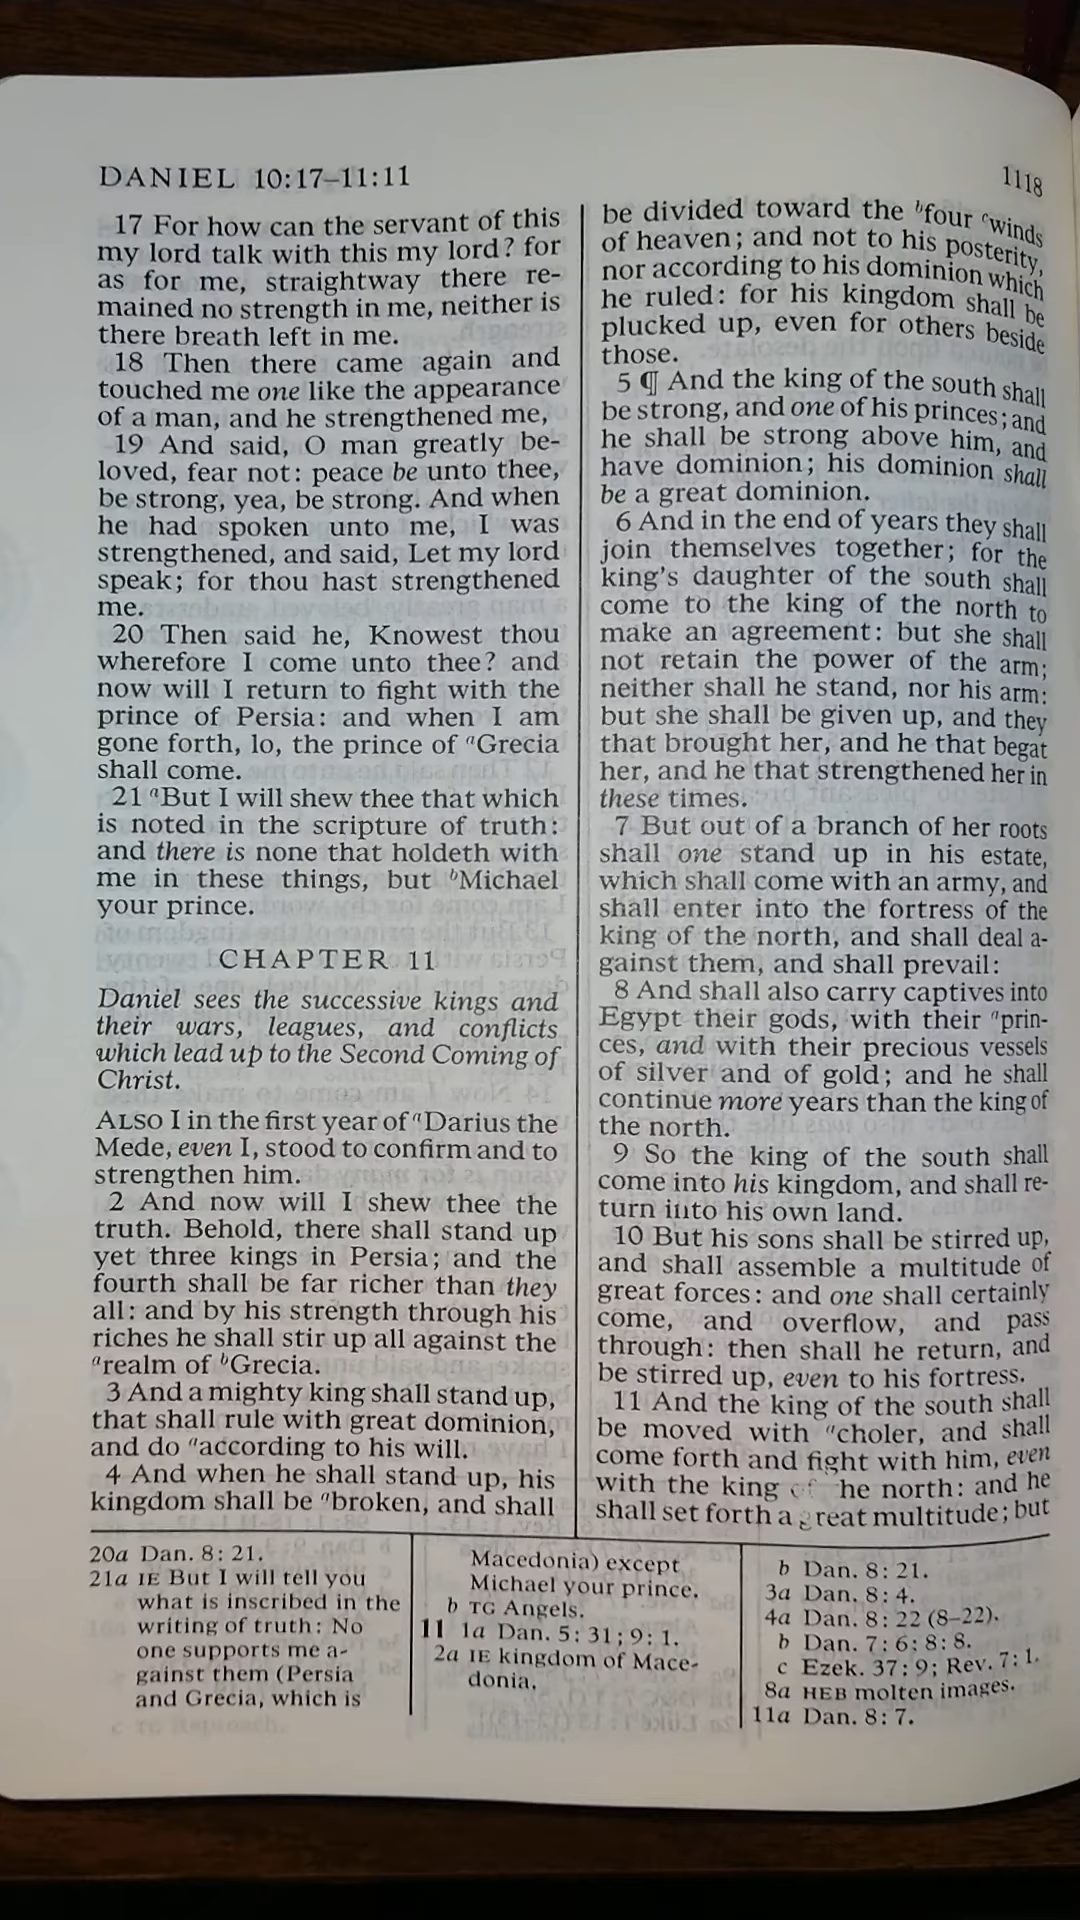 DANIEL 10:17–11:11
1118
17 For how can the servant of this
my lord talk with this my lord? for
as for me, straightway there re-
mained no strength in me, neither is
there breath left in me.
18 Then there came again and
touched me one like the appearance
of a man, and he strengthened me,
19 And said, O man greatly be-
loved, fear not: peace be unto thee,
be strong, yea, be strong. And when
he had spoken unto me, I was
strengthened, and said, Let my lord
speak; for thou hast strengthened
me.
20 Then said he, Knowest thou
wherefore I come unto thee? and
now will I return to fight with the
prince of Persia: and when I am
gone forth, lo, the prince of aGrecia
shall come.
21 aBut I will shew thee that which
is noted in the scripture of truth:
and there is none that holdeth with
me in these things, but bMichael
your prince.
CHAPTER 11
Daniel sees the successive kings and
their wars, leagues, and conflicts
which lead up to the Second Coming of
Christ.
ALSO I in the first year of aDarius the
Mede, even I, stood to confirm and to
strengthen him.
2 And now will I shew thee the
truth. Behold, there shall stand up
yet three kings in Persia; and the
fourth shall be far richer than they
all: and by his strength through his
riches he shall stir up all against the
arealm of bGrecia.
3 And a mighty king shall stand up,
that shall rule with great dominion,
and do aaccording to his will.
4 And when he shall stand up, his
kingdom shall be abroken, and shall
be divided toward the bfour cwinds
of heaven; and not to his posterity,
nor according to his dominion which
he ruled: for his kingdom shall be
plucked up, even for others beside
those.
5 ¶ And the king of the south shall
be strong, and one of his princes; and
he shall be strong above him, and
have dominion; his dominion shall
be a great dominion.
6 And in the end of years they shall
join themselves together; for the
king's daughter of the south shall
come to the king of the north to
make an agreement: but she shall
not retain the power of the arm;
neither shall he stand, nor his arm:
but she shall be given up, and they
that brought her, and he that begat
her, and he that strengthened her in
these times.
7 But out of a branch of her roots
shall one stand up in his estate,
which shall come with an army, and
shall enter into the fortress of the
king of the north, and shall deal a-
gainst them, and shall prevail:
8 And shall also carry captives into
Egypt their gods, with their aprin-
ces, and with their precious vessels
of silver and of gold; and he shall
continue more years than the king of
the north.
9 So the king of the south shall
come into his kingdom, and shall re-
turn into his own land.
10 But his sons shall be stirred up,
and shall assemble a multitude of
great forces: and one shall certainly
come, and overflow, and pass
through: then shall he return, and
be stirred up, even to his fortress.
11 And the king of the south shall
be moved with acholer, and shall
come forth and fight with him, even
with the king of the north: and he
shall set forth a great multitude; but
20a Dan. 8: 21.
21a IE But I will tell you
what is inscribed in the
writing of truth: No
one supports me a-
gainst them (Persia
and Grecia, which is
Macedonia) except
Michael your prince.
b TG Angels.
11 1a Dan. 5: 31; 9: 1.
2a IE kingdom of Mace-
donia.
b Dan. 8: 21.
3a Dan. 8: 4.
4a Dan. 8: 22 (8–22).
b Dan. 7: 6; 8: 8.
c Ezek. 37: 9; Rev. 7: 1.
8a HEB molten images.
11a Dan. 8: 7.